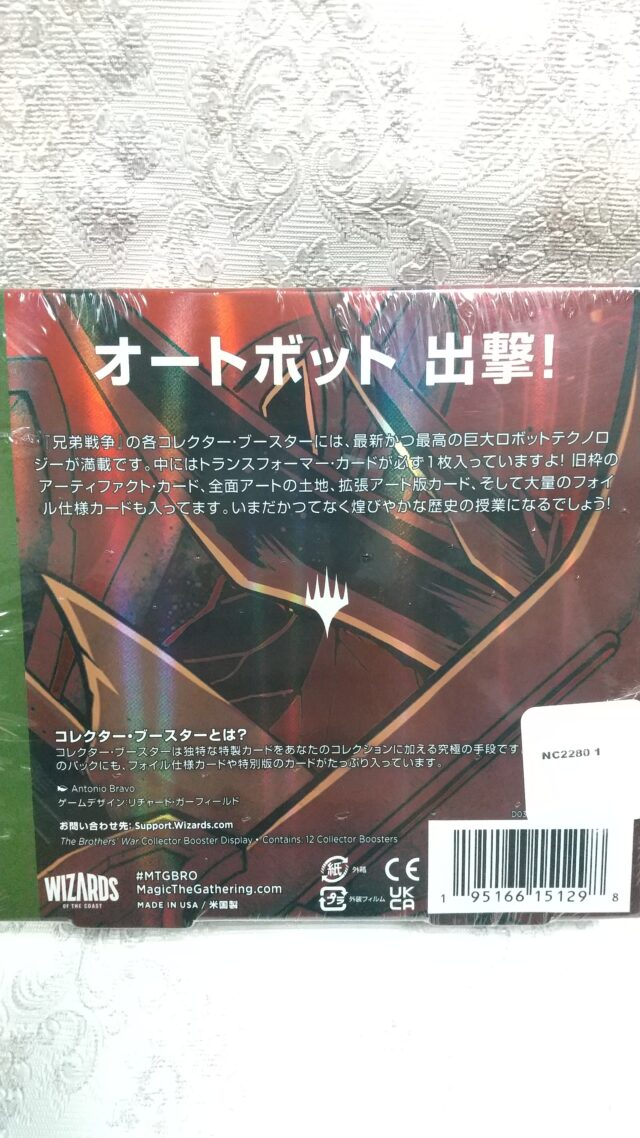 オートボット 出撃!
『兄弟戦争』の各コレクター・ブースターには、最新かつ最高の巨大ロボットテクノロ
ジーが満載です。中にはトランスフォーマー・カードが必ず1枚入っていますよ! 旧枠の
アーティファクト・カード、全面アートの土地、拡張アート版カード、そして大量のフォイ
ル仕様カードも入ってます。いまだかつてなく煌びやかな歴史の授業になるでしょう!
コレクター・ブースターとは?
コレクター・ブースターは独特な特製カードをあなたのコレクションに加える究極の手段です
のパックにも、フォイル仕様カードや特別版のカードがたっぷり入っています。
NC2280 1
Antonio Bravo
ゲームデザイン:リチャード・ガーフィールド
お問い合わせ先: Support.Wizards.com
The Brothers' War Collector Booster Display • Contains: 12 Collector Boosters
WIZARDS
OF THE COAST
#MTGBRO
MagicTheGathering.com
MADE IN USA / 米国製
紙 外箱
プラ 外装フィルム
CE
UK
CA
1 95166 15129 8